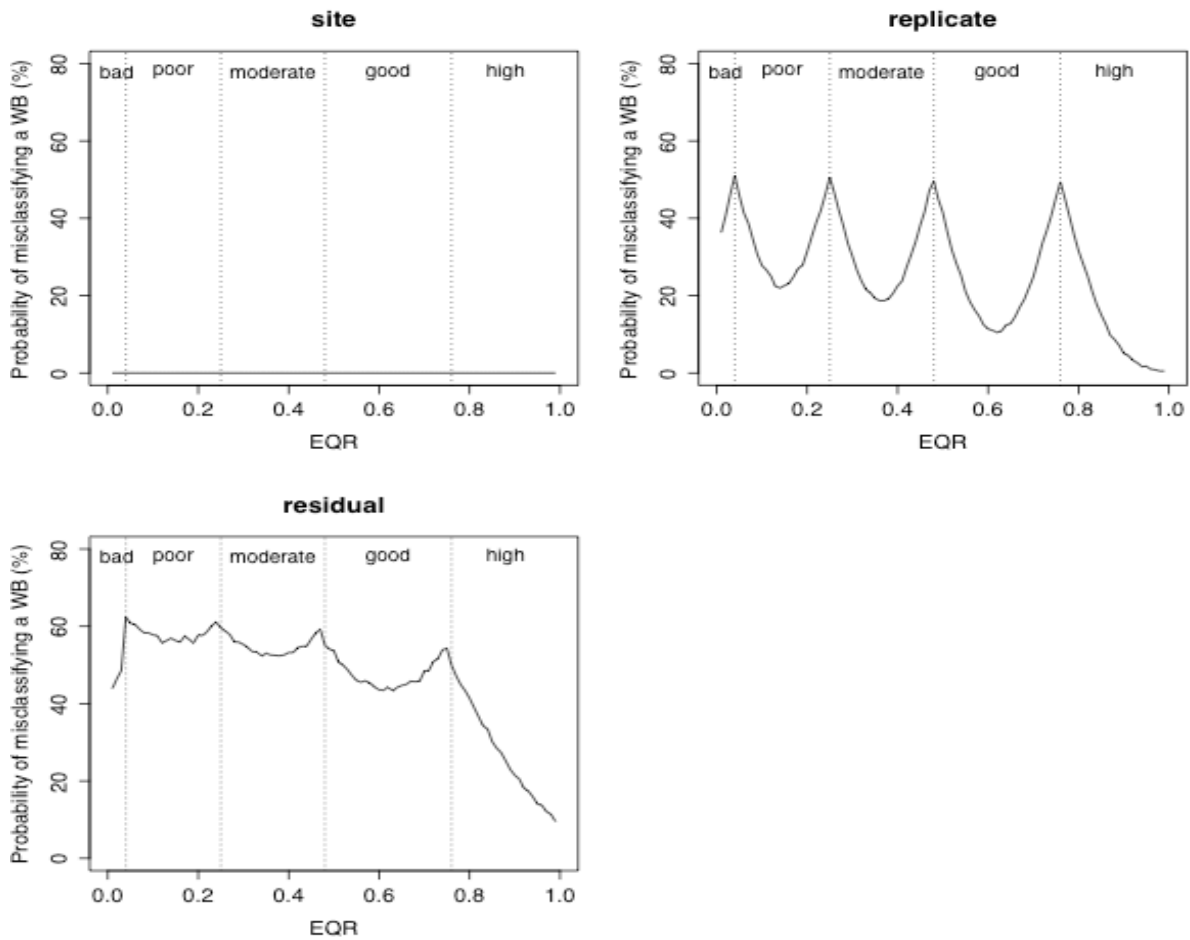 site
bad poor moderate good high
Probability of misclassifying a WB (%)
80
60
40
20
0
0.0 0.2 0.4 0.6 0.8 1.0
EQR
replicate
bad poor moderate good high
Probability of misclassifying a WB (%)
80
60
40
20
0
0.0 0.2 0.4 0.6 0.8 1.0
EQR
residual
bad poor moderate good high
Probability of misclassifying a WB (%)
80
60
40
20
0
0.0 0.2 0.4 0.6 0.8 1.0
EQR